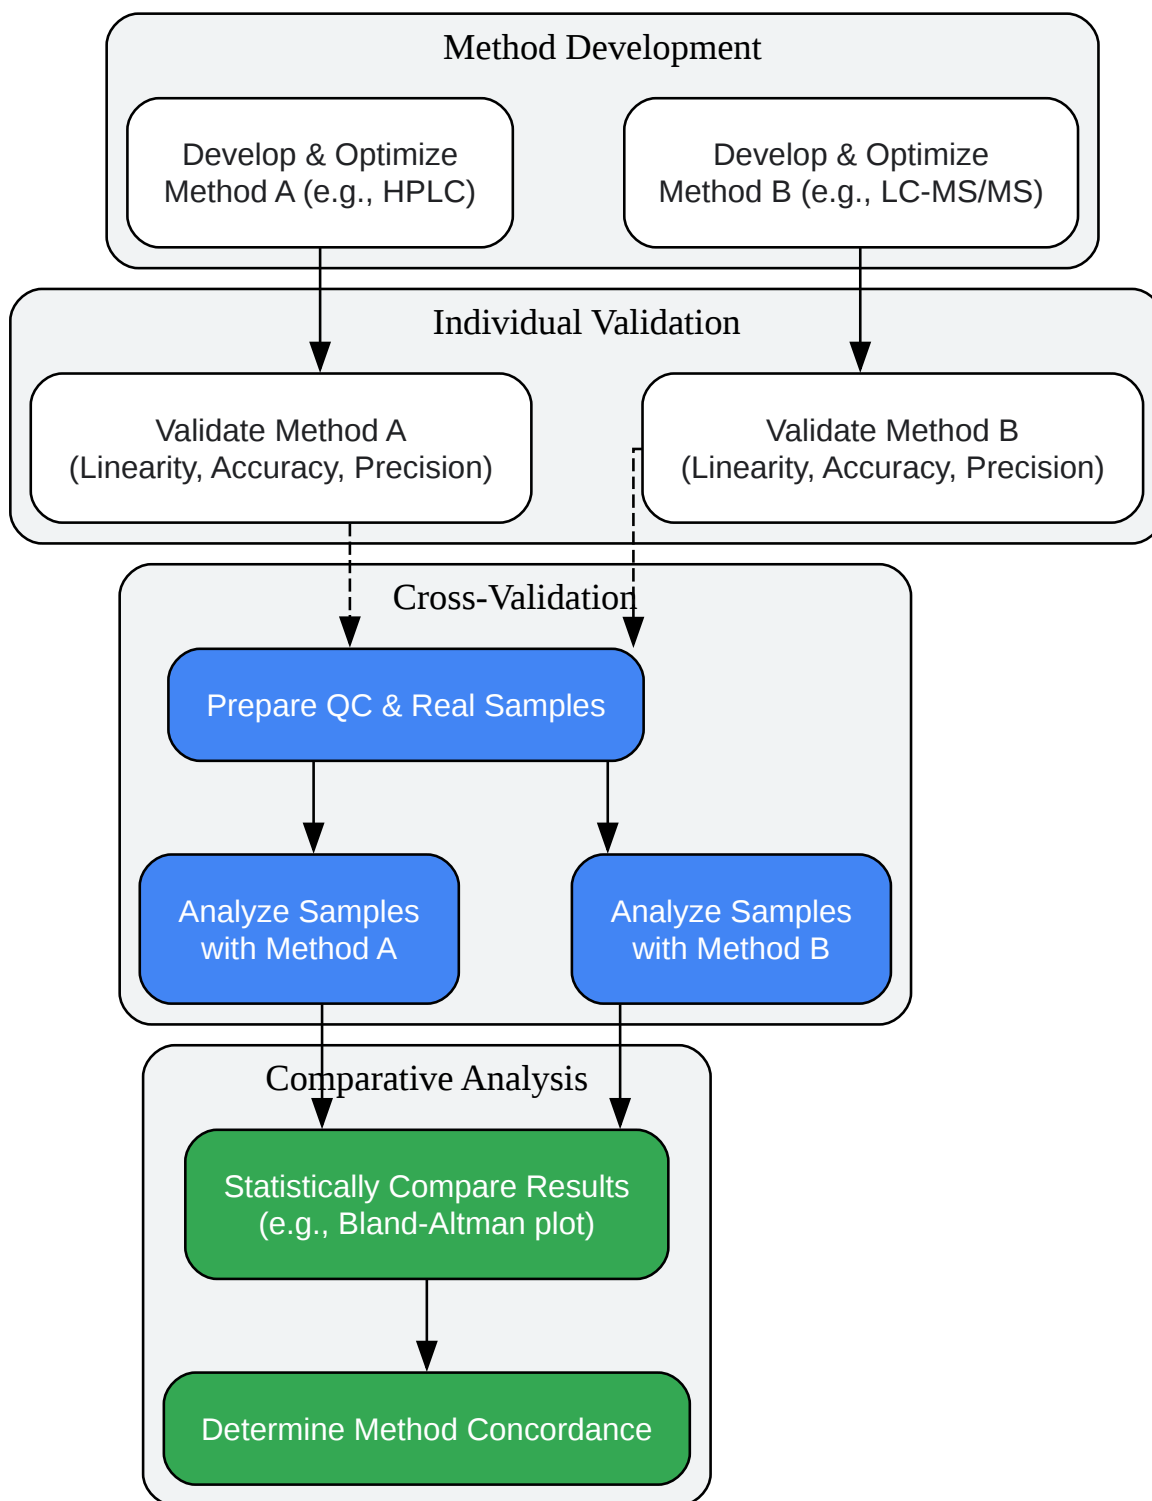 Method Development
Develop & Optimize
Method A (e.g., HPLC)
Develop & Optimize
Method B (e.g., LC-MS/MS)
Individual Validation
Validate Method A
(Linearity, Accuracy, Precision)
Validate Method B
(Linearity, Accuracy, Precision)
Cross-Validation
Prepare QC & Real Samples
Analyze Samples
with Method A
Analyze Samples
with Method B
Comparative Analysis
Statistically Compare Results
(e.g., Bland-Altman plot)
Determine Method Concordance